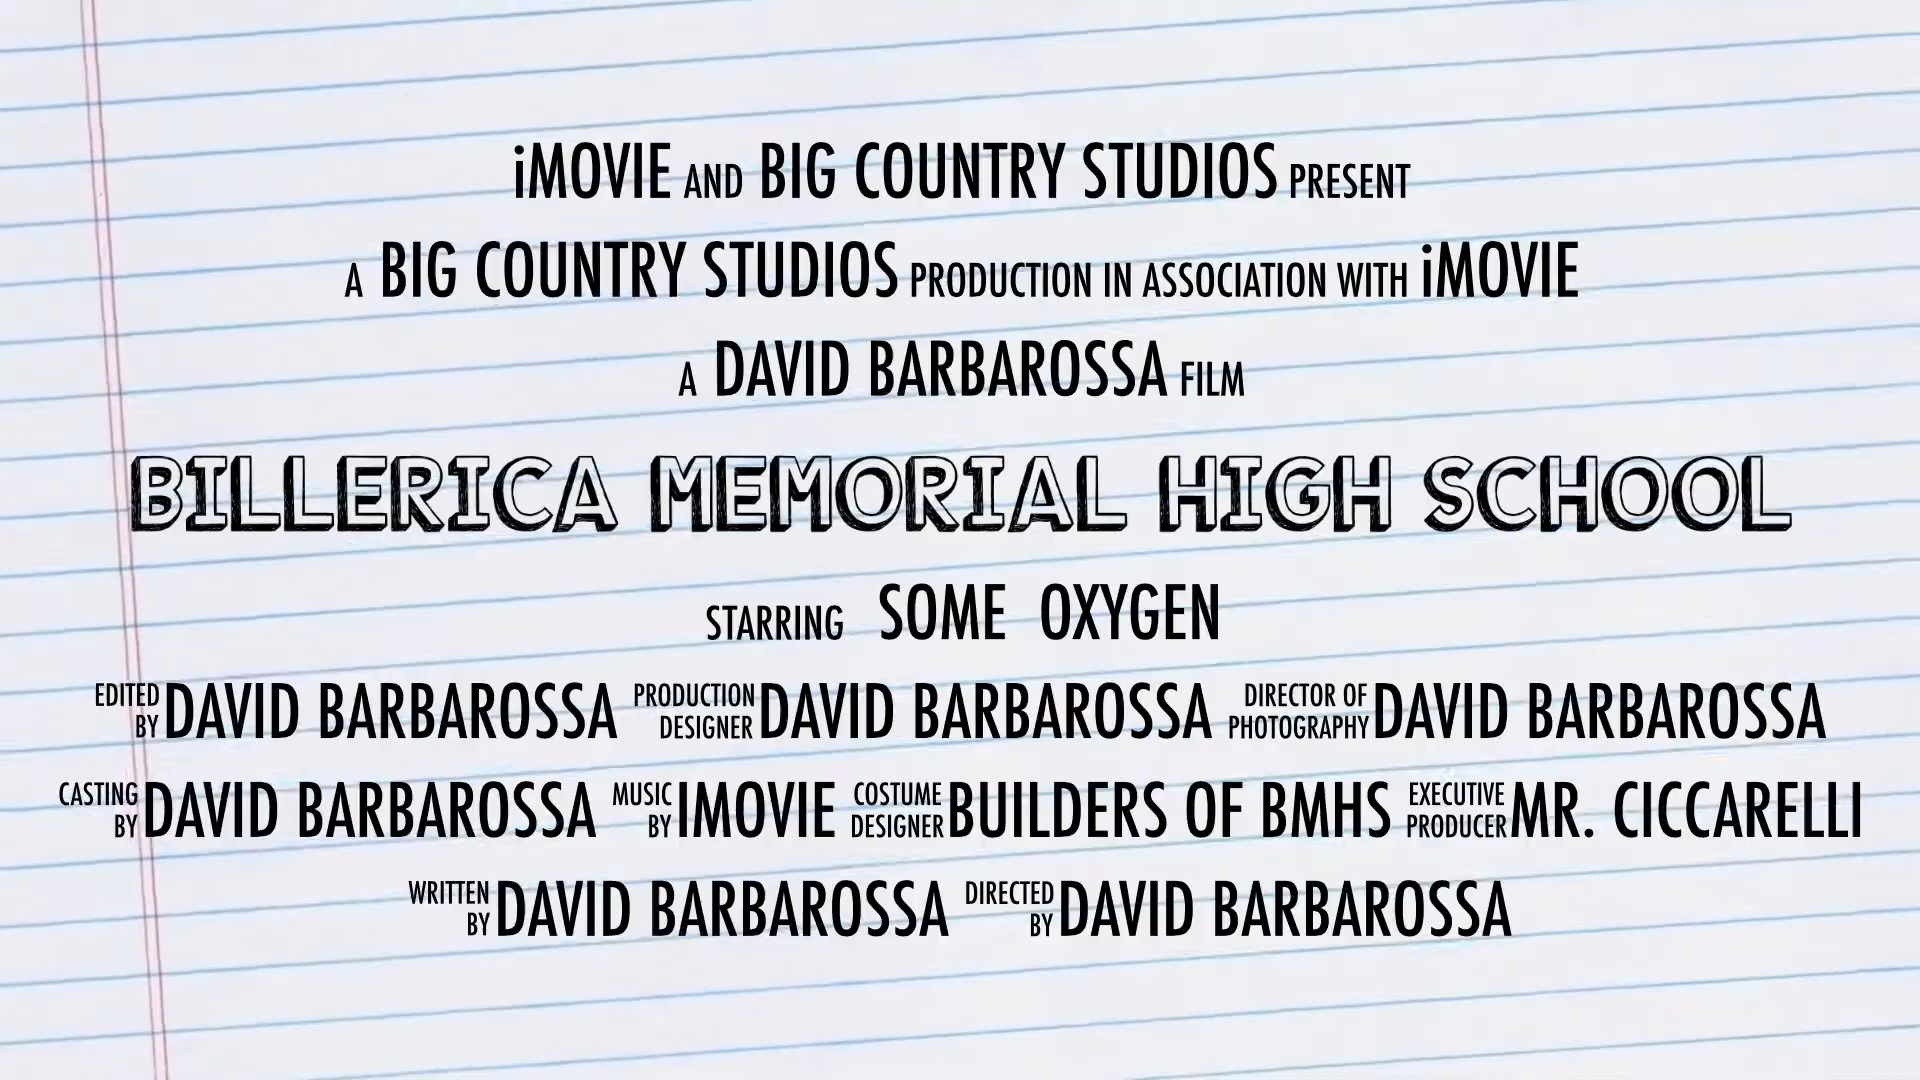 iMOVIE AND BIG COUNTRY STUDIOS PRESENT
A BIG COUNTRY STUDIOS PRODUCTION IN ASSOCIATION WITH iMOVIE
A DAVID BARBAROSSA FILM
BILLERICA MEMORIAL HIGH SCHOOL
STARRING SOME OXYGEN
EDITED BY DAVID BARBAROSSA PRODUCTION DESIGNER DAVID BARBAROSSA DIRECTOR OF PHOTOGRAPHY DAVID BARBAROSSA
CASTING BY DAVID BARBAROSSA MUSIC BY IMOVIE COSTUME DESIGNER BUILDERS OF BMHS EXECUTIVE PRODUCER MR. CICCARELLI
WRITTEN BY DAVID BARBAROSSA DIRECTED BY DAVID BARBAROSSA